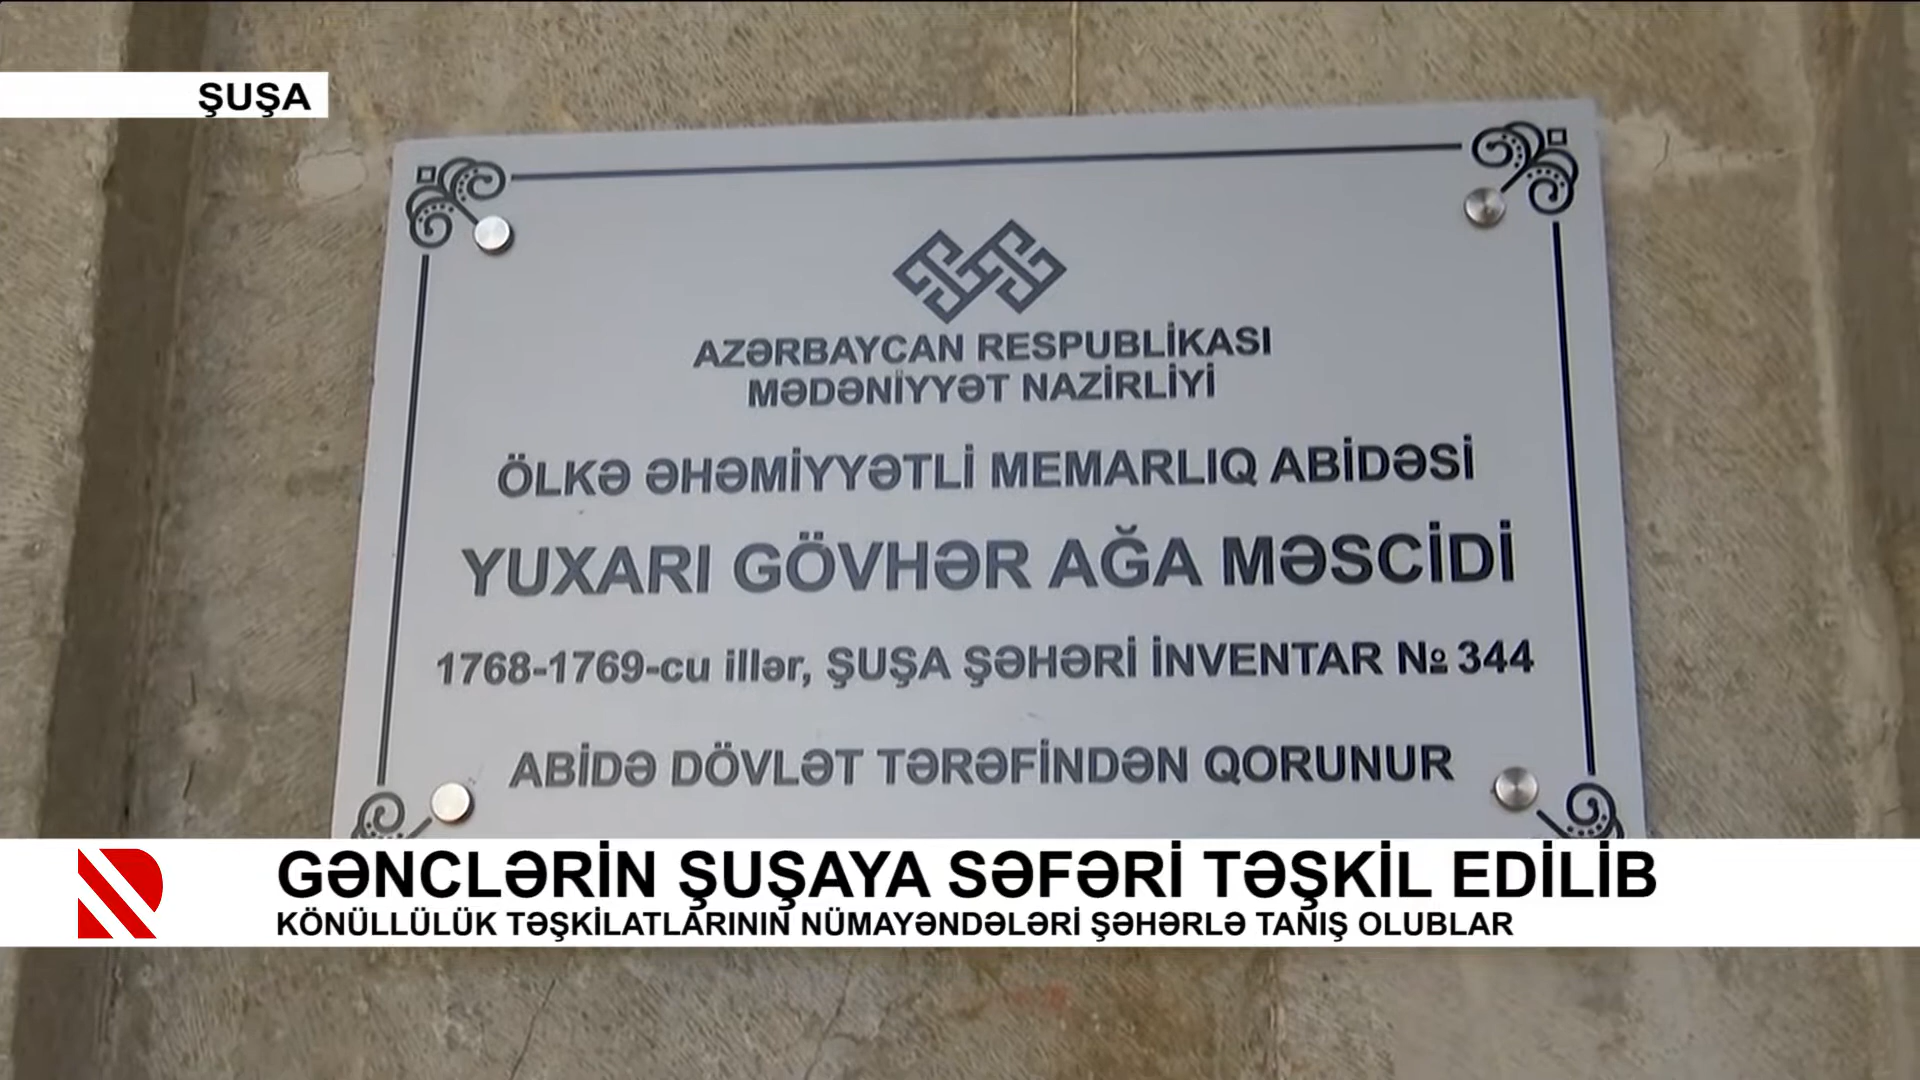 ŞUŞA
AZƏRBAYCAN RESPUBLİKASI
MƏDƏNİYYƏT NAZİRLİYİ
ÖLKƏ ƏHƏMİYYƏTLİ MEMARLIQ ABİDƏSİ
YUXARI GÖVHƏR AĞA MƏSCİDİ
1768-1769-cu illər, ŞUŞA ŞƏHƏRİ İNVENTAR № 344
ABİDƏ DÖVLƏT TƏRƏFİNDƏN QORUNUR
GƏNCLƏRİN ŞUŞAYA SƏFƏRİ TƏŞKİL EDİLİB
KÖNÜLLÜLÜK TƏŞKİLATLARININ NÜMAYƏNDƏLƏRİ ŞƏHƏRLƏ TANIŞ OLUBLAR